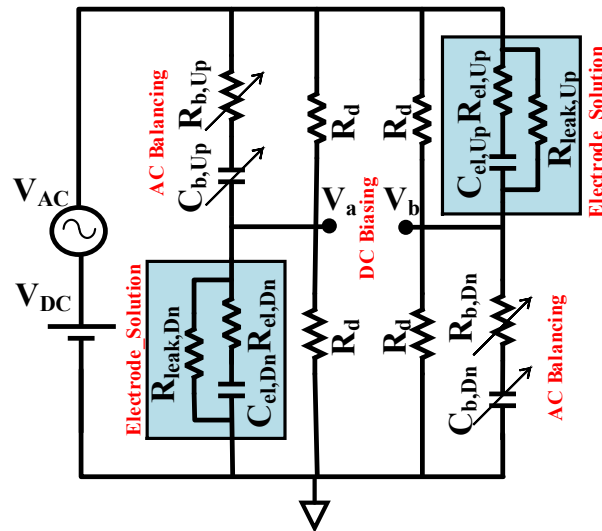 V_AC
V_DC
AC Balancing
R_b,Up
C_b,Up
R_d
R_d
Electrode_Solution
R_el,Up
C_el,Up
R_leak,Up
V_a
V_b
DC Biasing
Electrode_Solution
R_leak,Dn
R_el,Dn
C_el,Dn
R_d
R_d
R_b,Dn
C_b,Dn
AC Balancing